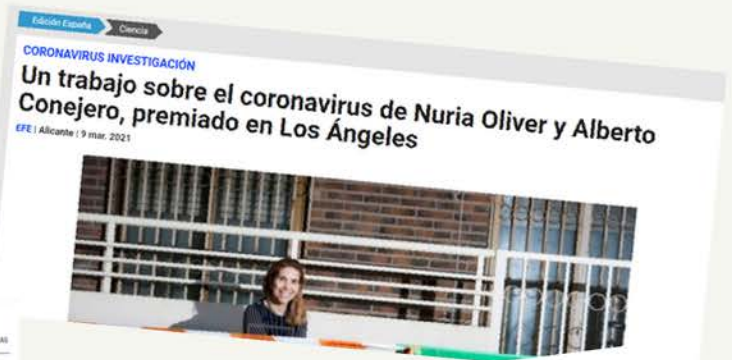 Edición España
Ciencia
CORONAVIRUS INVESTIGACIÓN
Un trabajo sobre el coronavirus de Nuria Oliver y Alberto
Conejero, premiado en Los Ángeles
EFE | Alicante | 9 mar. 2021